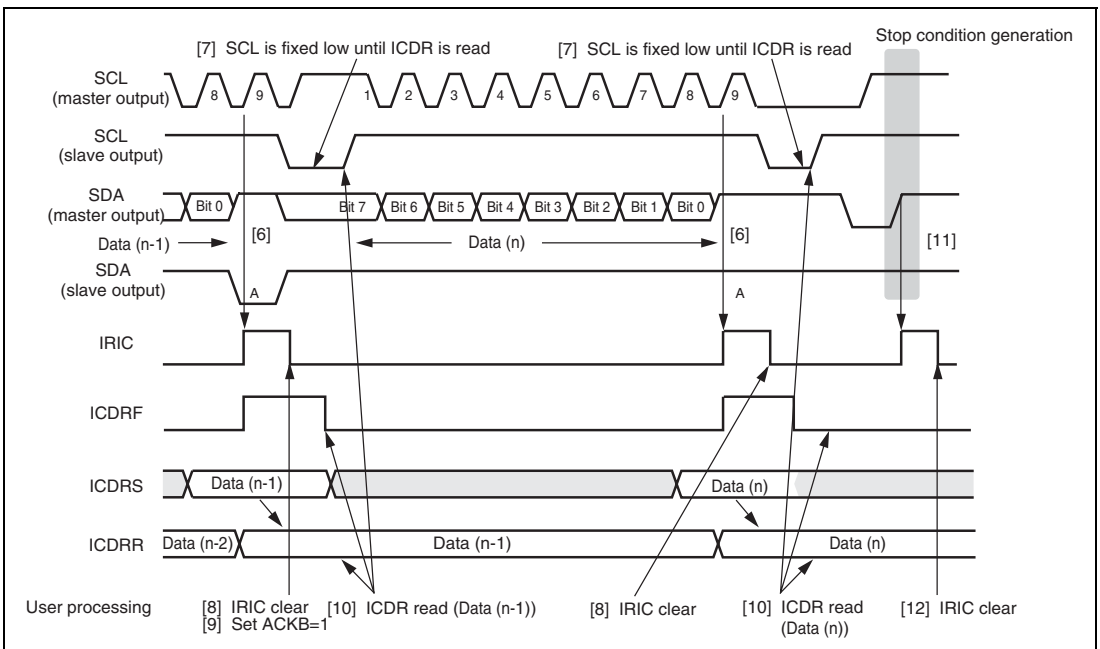 Stop condition generation
[7] SCL is fixed low until ICDR is read
[7] SCL is fixed low until ICDR is read
SCL
(master output)
8
9
1
2
3
4
5
6
7
8
9
SCL
(slave output)
SDA
(master output)
Bit 0
Bit 7
Bit 6
Bit 5
Bit 4
Bit 3
Bit 2
Bit 1
Bit 0
Data (n-1)
[6]
Data (n)
[6]
[11]
SDA
(slave output)
A
A
IRIC
ICDRF
ICDRS
Data (n-1)
Data (n)
ICDRR
Data (n-2)
Data (n-1)
Data (n)
User processing
[8] IRIC clear
[9] Set ACKB=1
[10] ICDR read (Data (n-1))
[8] IRIC clear
[10] ICDR read
(Data (n))
[12] IRIC clear